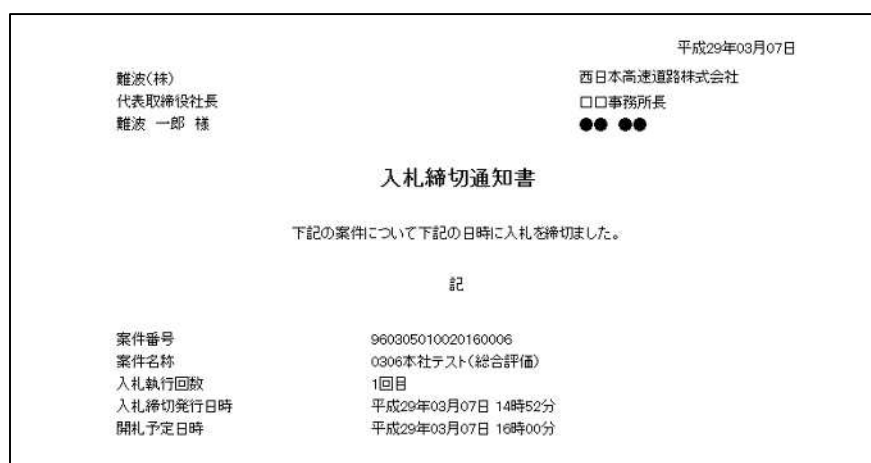 平成29年03月07日
難波(株)
代表取締役社長
難波 一郎 様
西日本高速道路株式会社
□□事務所長
●● ●●
入札締切通知書
下記の案件について下記の日時に入札を締切ました。
記
案件番号 960305010020160006
案件名称 0306本社テスト(総合評価)
入札執行回数 1回目
入札締切発行日時 平成29年03月07日 14時52分
開札予定日時 平成29年03月07日 16時00分